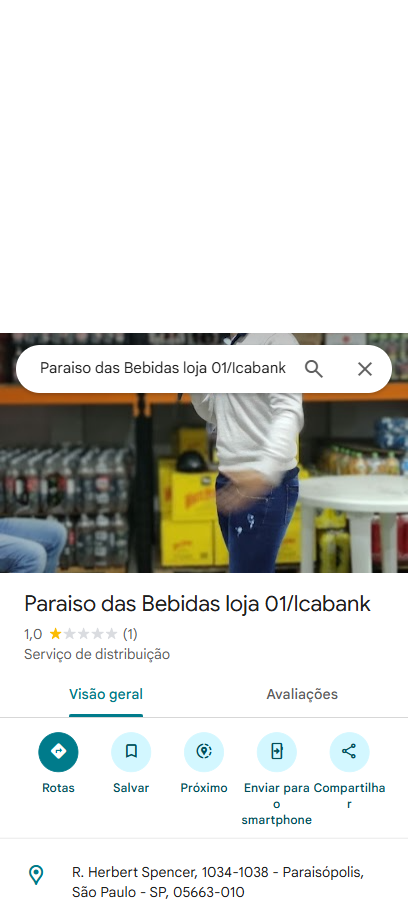 Paraiso das Bebidas loja 01/Icabank
Paraiso das Bebidas loja 01/Icabank
1,0 (1)
Serviço de distribuição
Visão geral
Avaliações
Rotas
Salvar
Próximo
Enviar para
o
smartphone
Compartilha
r
R. Herbert Spencer, 1034-1038 - Paraisópolis,
São Paulo - SP, 05663-010